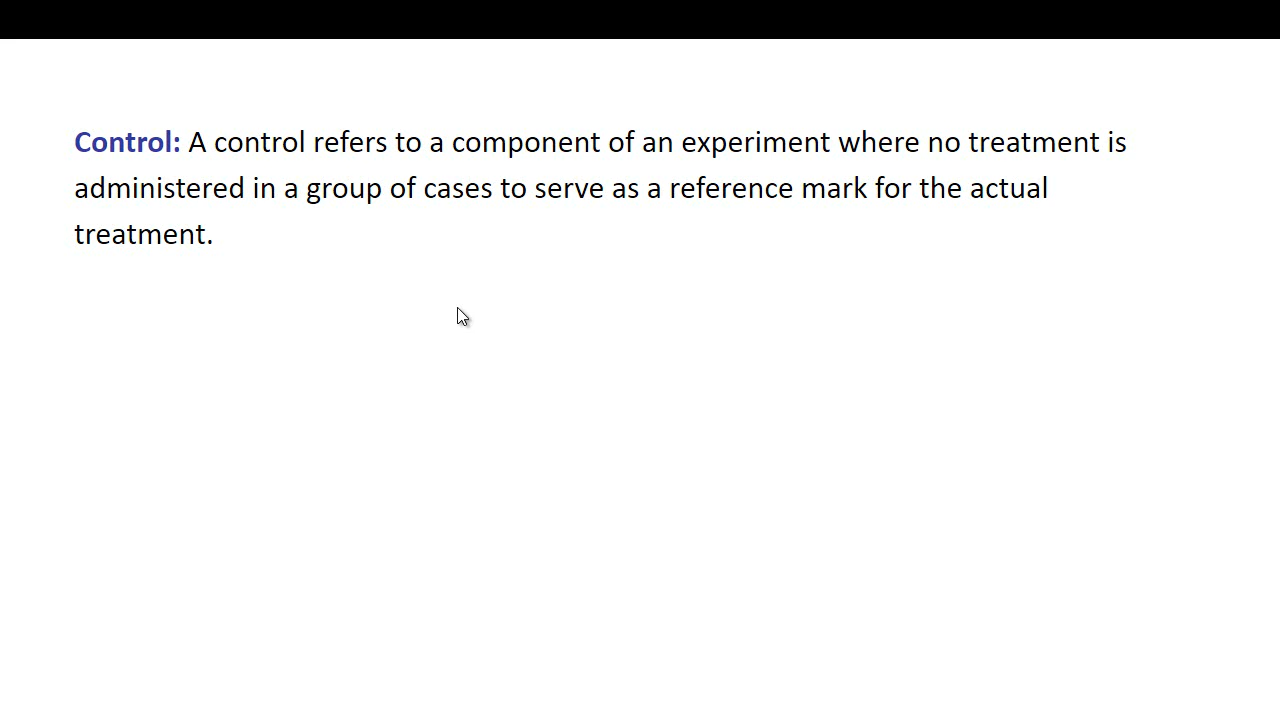 Control: A control refers to a component of an experiment where no treatment is
administered in a group of cases to serve as a reference mark for the actual
treatment.